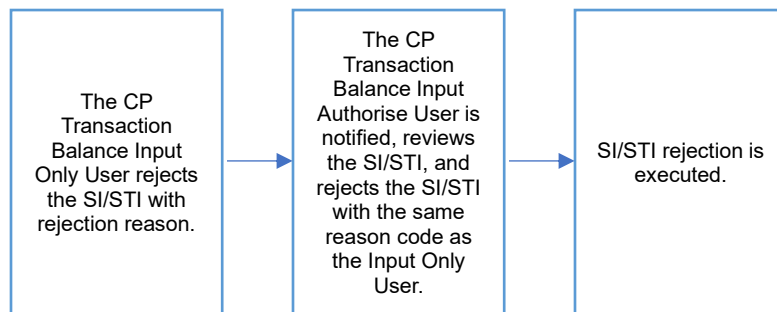 The CP
Transaction
Balance Input
Only User rejects
the SI/STI with
rejection reason.
The CP
Transaction
Balance Input
Authorise User is
notified, reviews
the SI/STI, and
rejects the SI/STI
with the same
reason code as
the Input Only
User.
SI/STI rejection is
executed.